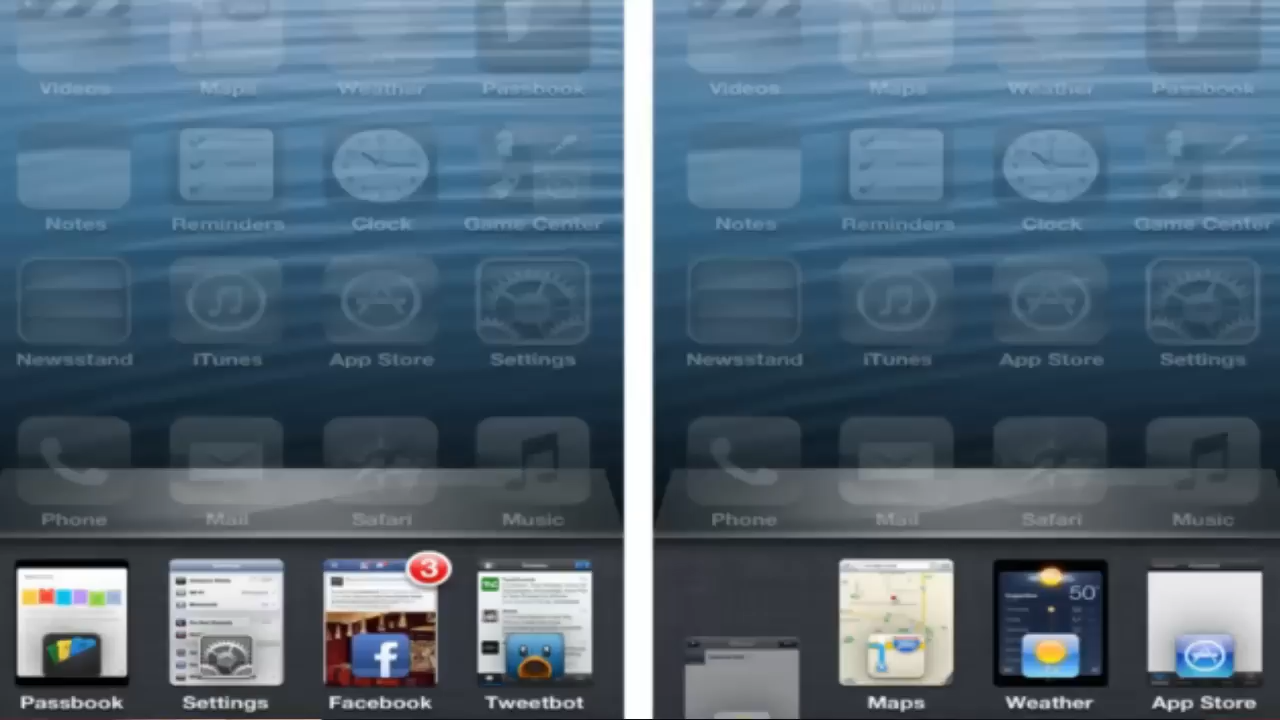 Videos Maps Weather Passbook
Notes Reminders Clock Game Center
Newsstand iTunes App Store Settings
Phone Mail Safari Music
3
Passbook Settings Facebook Tweetbot
Videos Maps Weather Passbook
Notes Reminders Clock Game Center
Newsstand iTunes App Store Settings
Phone Mail Safari Music
50°
Maps Weather App Store